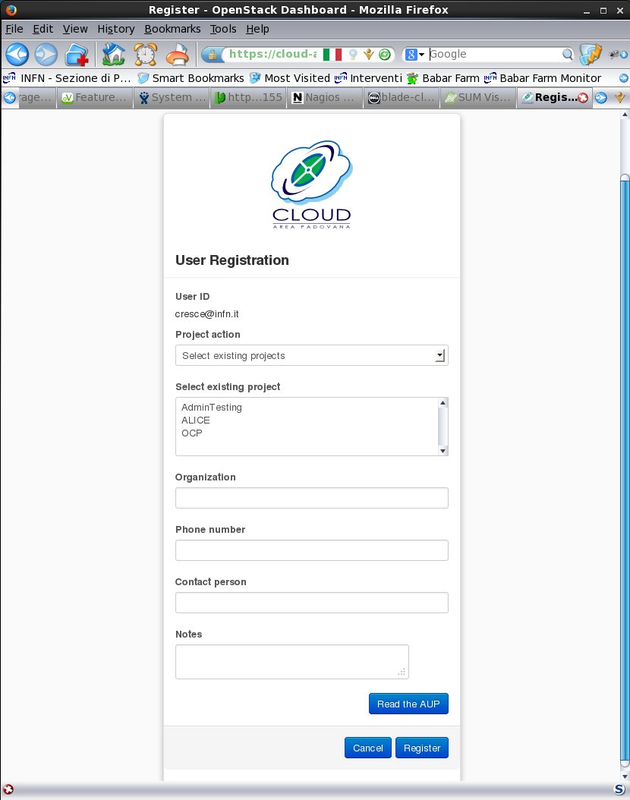 Register - OpenStack Dashboard - Mozilla Firefox
File Edit View History Bookmarks Tools Help
https://cloud-a
Google
INFN - Sezione di P... Smart Bookmarks Most Visited Interventi Babar Farm Babar Farm Monitor
rage... Feature... System ... http...155 Nagios ... blade-cl... SUM Vis... Regis...
CLOUD
AREA PADOVANA
User Registration
User ID
cresce@infn.it
Project action
Select existing projects
Select existing project
AdminTesting
ALICE
OCP
Organization
Phone number
Contact person
Notes
Read the AUP
Cancel Register